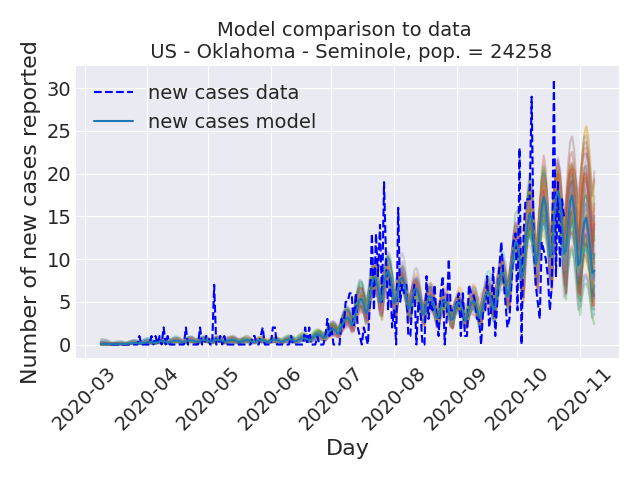 Model comparison to data
US - Oklahoma - Seminole, pop. = 24258
new cases data
new cases model
Number of new cases reported
30
25
20
15
10
5
0
2020-03
2020-04
2020-05
2020-06
2020-07
2020-08
2020-09
2020-10
2020-11
Day